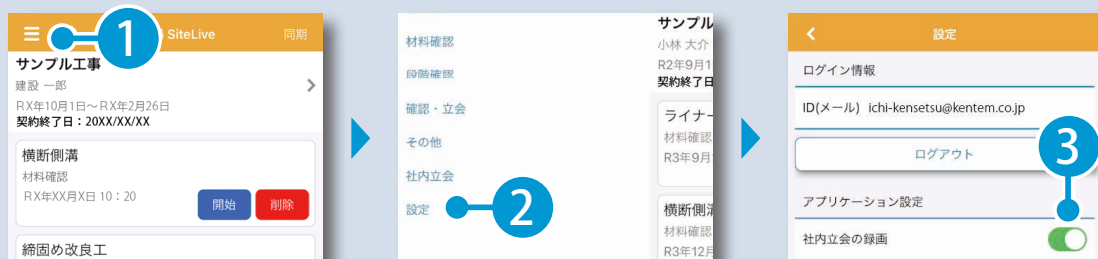 1
SiteLive
同期
サンプル工事
建設 一郎
RX年10月1日～RX年2月26日
契約終了日：20XX/XX/XX
横断側溝
材料確認
RX年XX月X日 10：20
開始
削除
締固め改良工
材料確認
段階確認
確認・立会
その他
社内立会
設定
2
サンプル
小林 大介
R2年9月1
契約終了日
ライナー
材料確認
R3年9月
横断側溝
材料確認
R3年12月
設定
ログイン情報
ID(メール) ichi-kensetsu@kentem.co.jp
ログアウト
3
アプリケーション設定
社内立会の録画